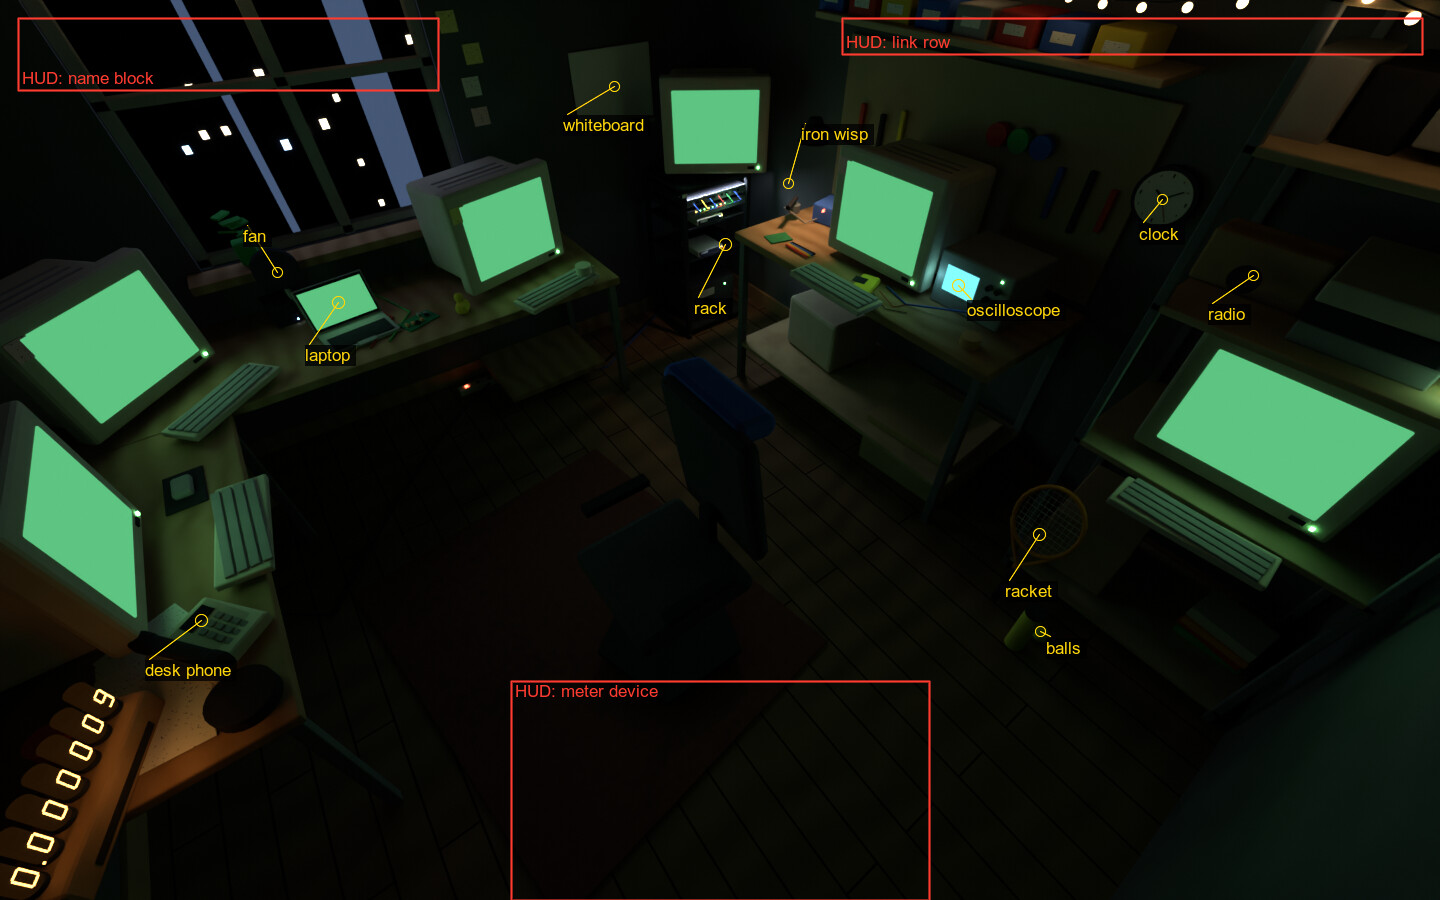 HUD: name block
HUD: link row
whiteboard
iron wisp
fan
clock
rack
oscilloscope
radio
laptop
racket
balls
desk phone
HUD: meter device
0.000009